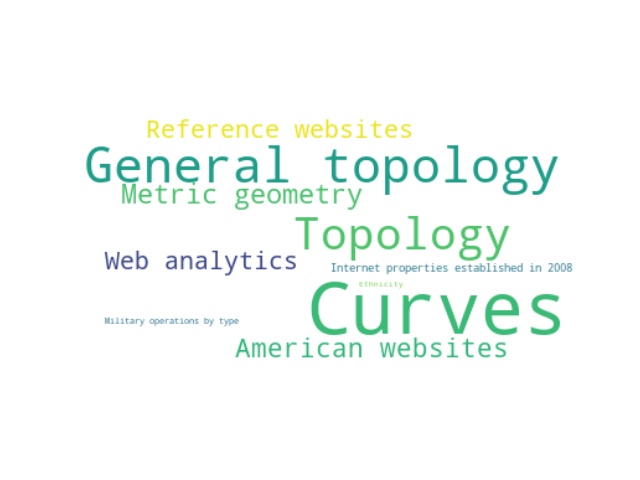 Reference websites
General topology
Metric geometry
Topology
Web analytics
Internet properties established in 2008
Ethnicity
Curves
Military operations by type
American websites